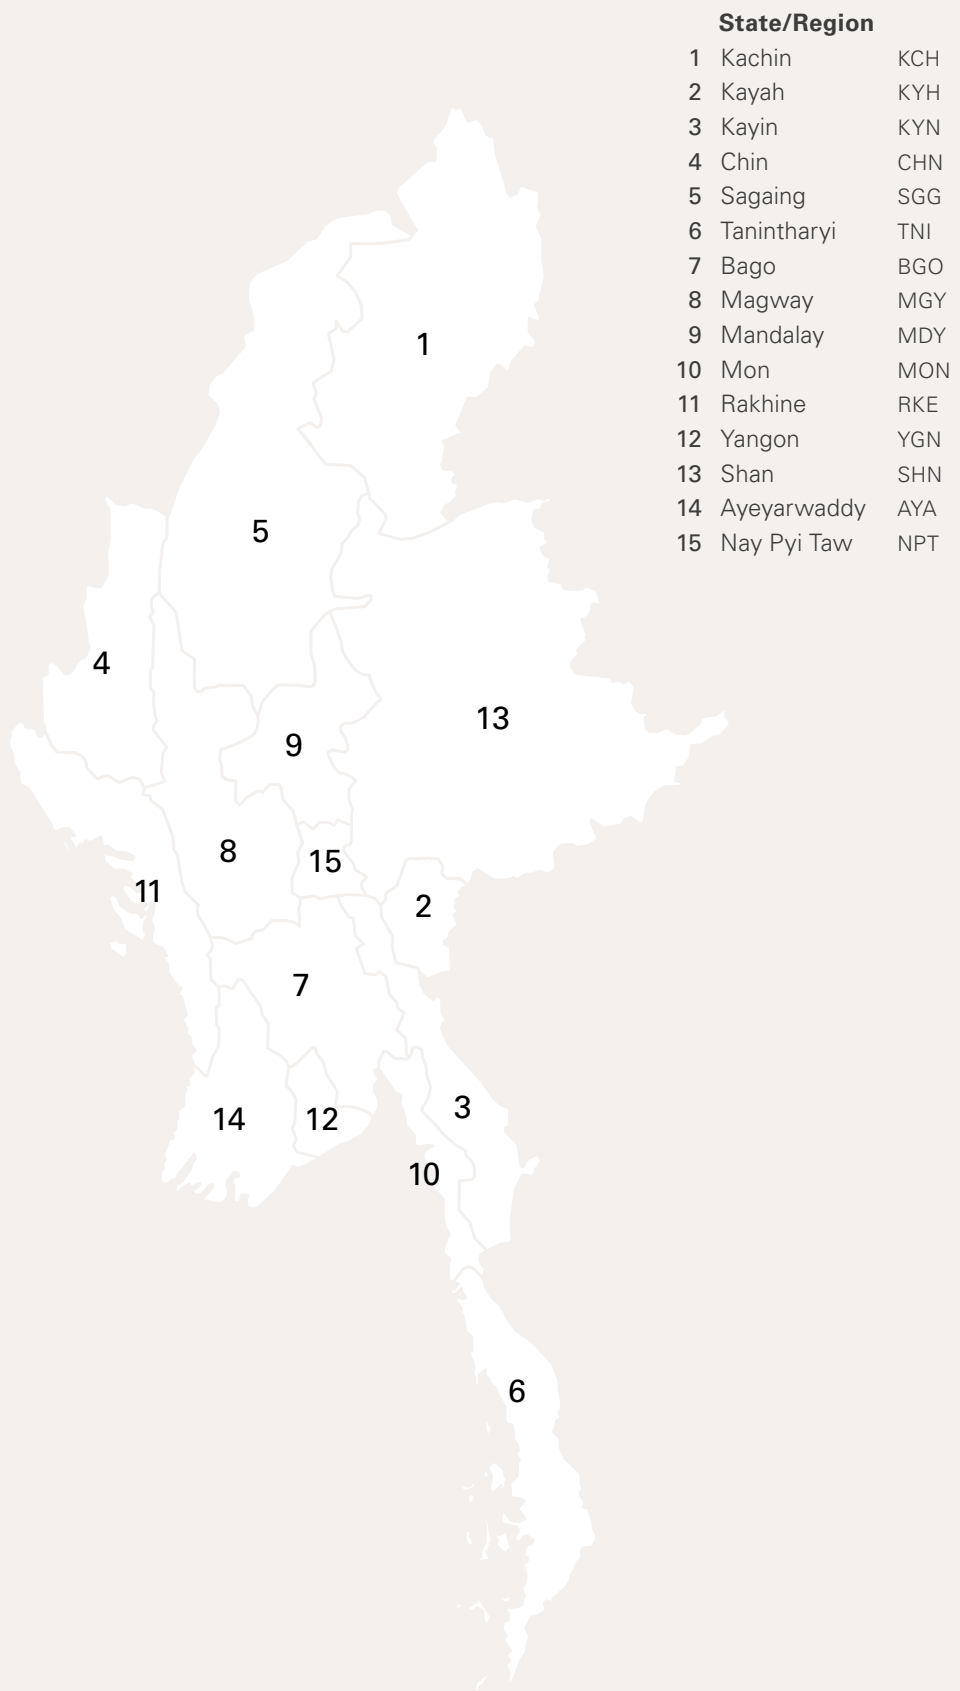 State/Region
1 Kachin KCH
2 Kayah KYH
3 Kayin KYN
4 Chin CHN
5 Sagaing SGG
6 Tanintharyi TNI
7 Bago BGO
8 Magway MGY
9 Mandalay MDY
10 Mon MON
11 Rakhine RKE
12 Yangon YGN
13 Shan SHN
14 Ayeyarwaddy AYA
15 Nay Pyi Taw NPT
1
5
4
13
9
8
15
11
2
7
3
14
12
10
6